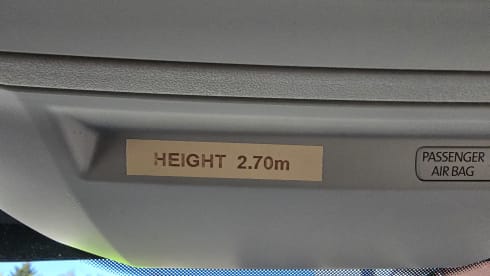 HEIGHT 2.70m
PASSENGER
AIR BAG